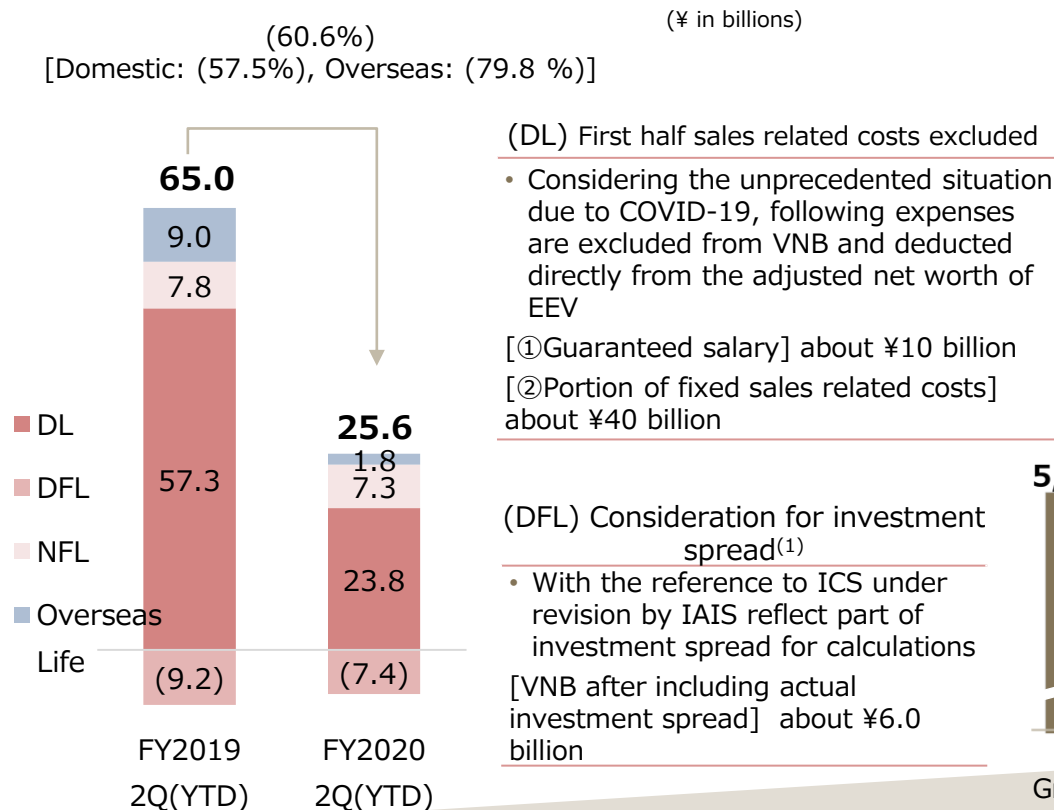 (¥ in billions)
(60.6%)
[Domestic: (57.5%), Overseas: (79.8 %)]
65.0
9.0
7.8
57.3
(9.2)
25.6
1.8
7.3
23.8
(7.4)
DL
DFL
NFL
Overseas
Life
FY2019
2Q(YTD)
FY2020
2Q(YTD)
(DL) First half sales related costs excluded
• Considering the unprecedented situation
due to COVID-19, following expenses
are excluded from VNB and deducted
directly from the adjusted net worth of
EEV
[①Guaranteed salary] about ¥10 billion
[②Portion of fixed sales related costs]
about ¥40 billion
(DFL) Consideration for investment
spread(1)
• With the reference to ICS under
revision by IAIS reflect part of
investment spread for calculations
[VNB after including actual
investment spread] about ¥6.0
billion
5,